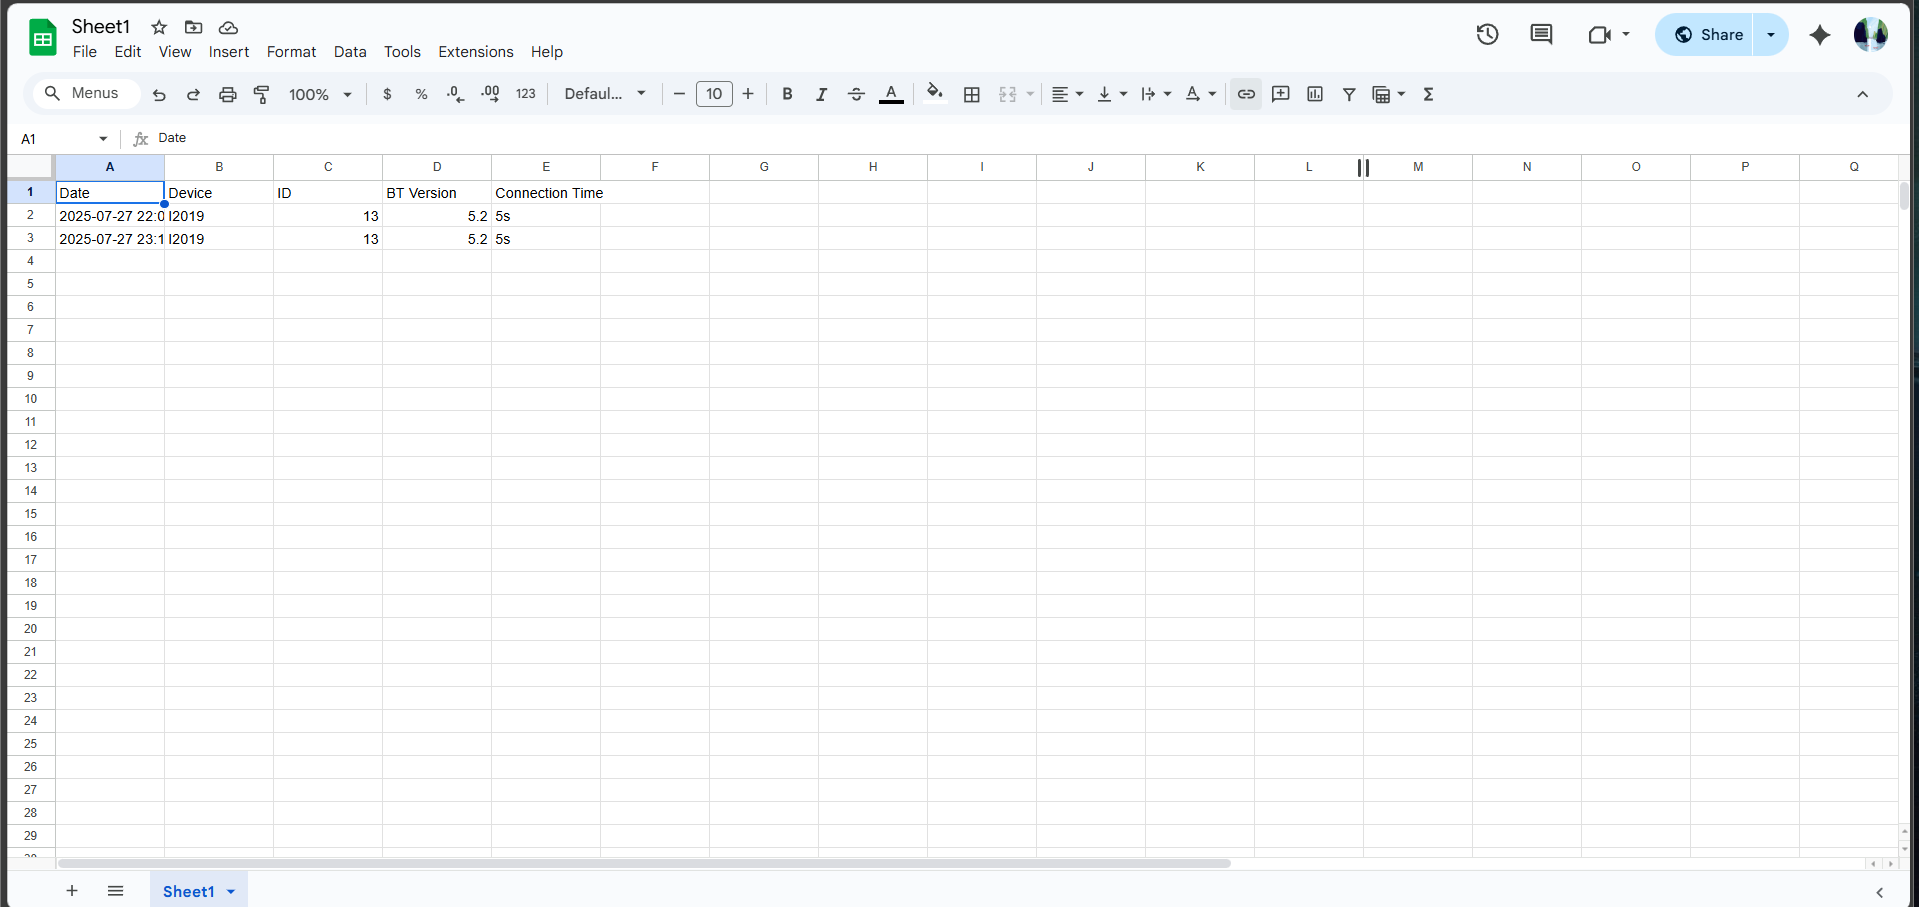 Sheet1
File Edit View Insert Format Data Tools Extensions Help
Share
Menus 100% $ % .0 .00 123 Defaul... 10 B I A A Σ
A1 fx Date
A B C D E F G H I J K L M N O P Q
1 Date Device ID BT Version Connection Time
2 2025-07-27 22:0 I2019 13 5.2 5s
3 2025-07-27 23:1 I2019 13 5.2 5s
4
5
6
7
8
9
10
11
12
13
14
15
16
17
18
19
20
21
22
23
24
25
26
27
28
29
Sheet1